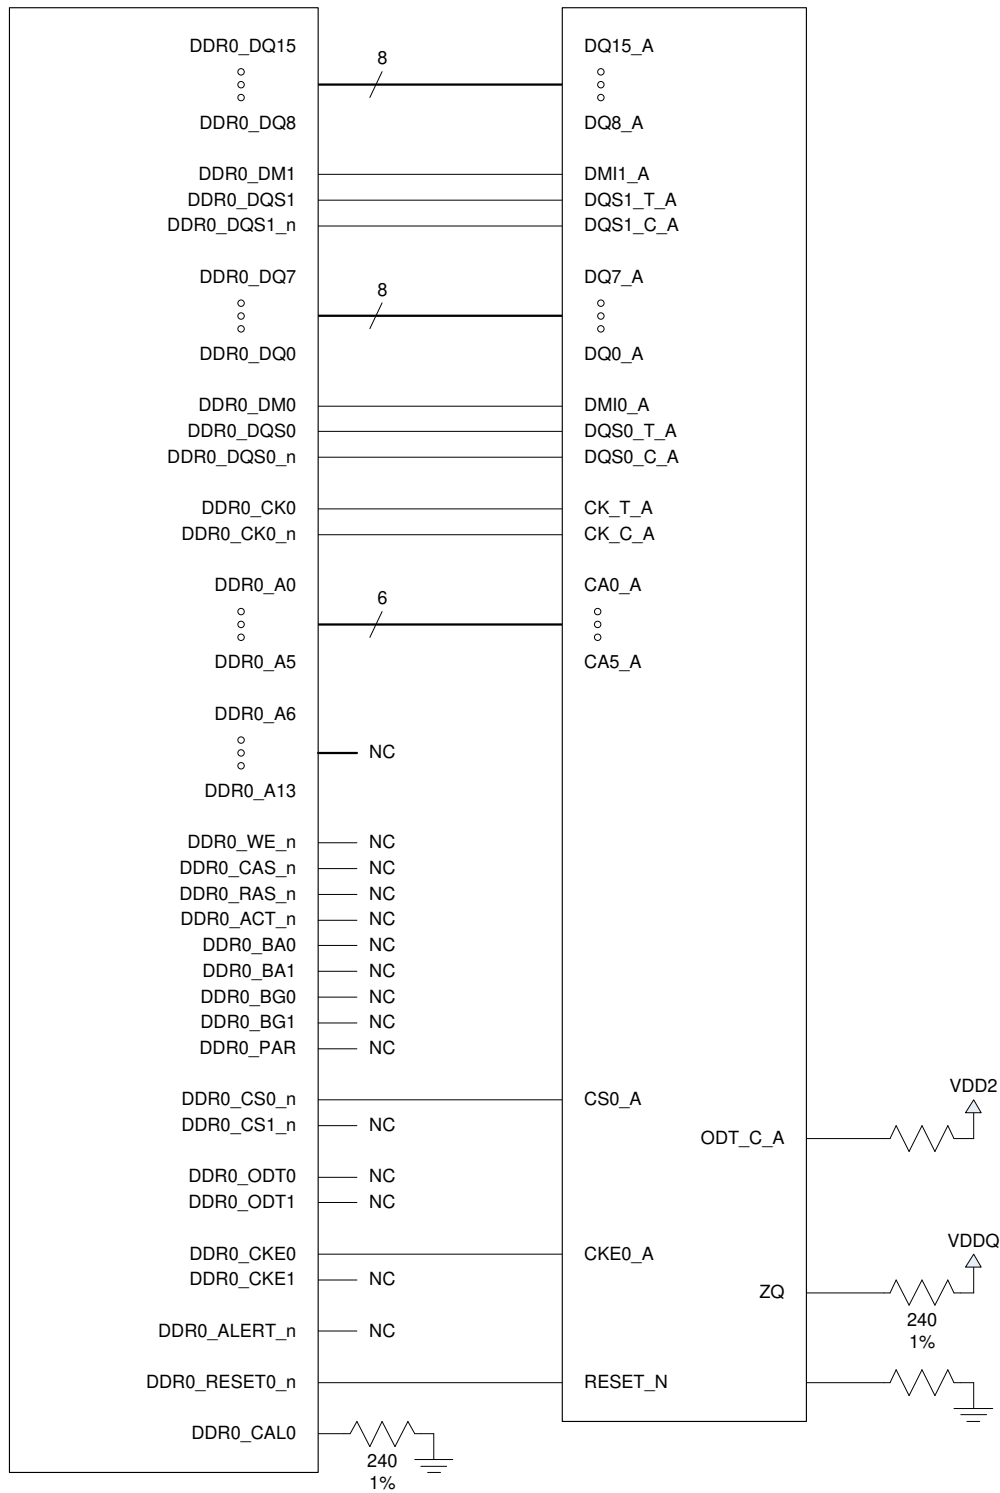 DDR0_DQ15 DQ15_A
8
DDR0_DQ8 DQ8_A
DDR0_DM1 DMI1_A
DDR0_DQS1 DQS1_T_A
DDR0_DQS1_n DQS1_C_A
DDR0_DQ7 DQ7_A
8
DDR0_DQ0 DQ0_A
DDR0_DM0 DMI0_A
DDR0_DQS0 DQS0_T_A
DDR0_DQS0_n DQS0_C_A
DDR0_CK0 CK_T_A
DDR0_CK0_n CK_C_A
DDR0_A0 CA0_A
6
DDR0_A5 CA5_A
DDR0_A6
NC
DDR0_A13
DDR0_WE_n NC
DDR0_CAS_n NC
DDR0_RAS_n NC
DDR0_ACT_n NC
DDR0_BA0 NC
DDR0_BA1 NC
DDR0_BG0 NC
DDR0_BG1 NC
DDR0_PAR NC
VDD2
DDR0_CS0_n CS0_A
DDR0_CS1_n NC
ODT_C_A
DDR0_ODT0 NC
DDR0_ODT1 NC
VDDQ
DDR0_CKE0 CKE0_A
DDR0_CKE1 NC
ZQ
240
1%
DDR0_ALERT_n NC
DDR0_RESET0_n RESET_N
DDR0_CAL0
240
1%